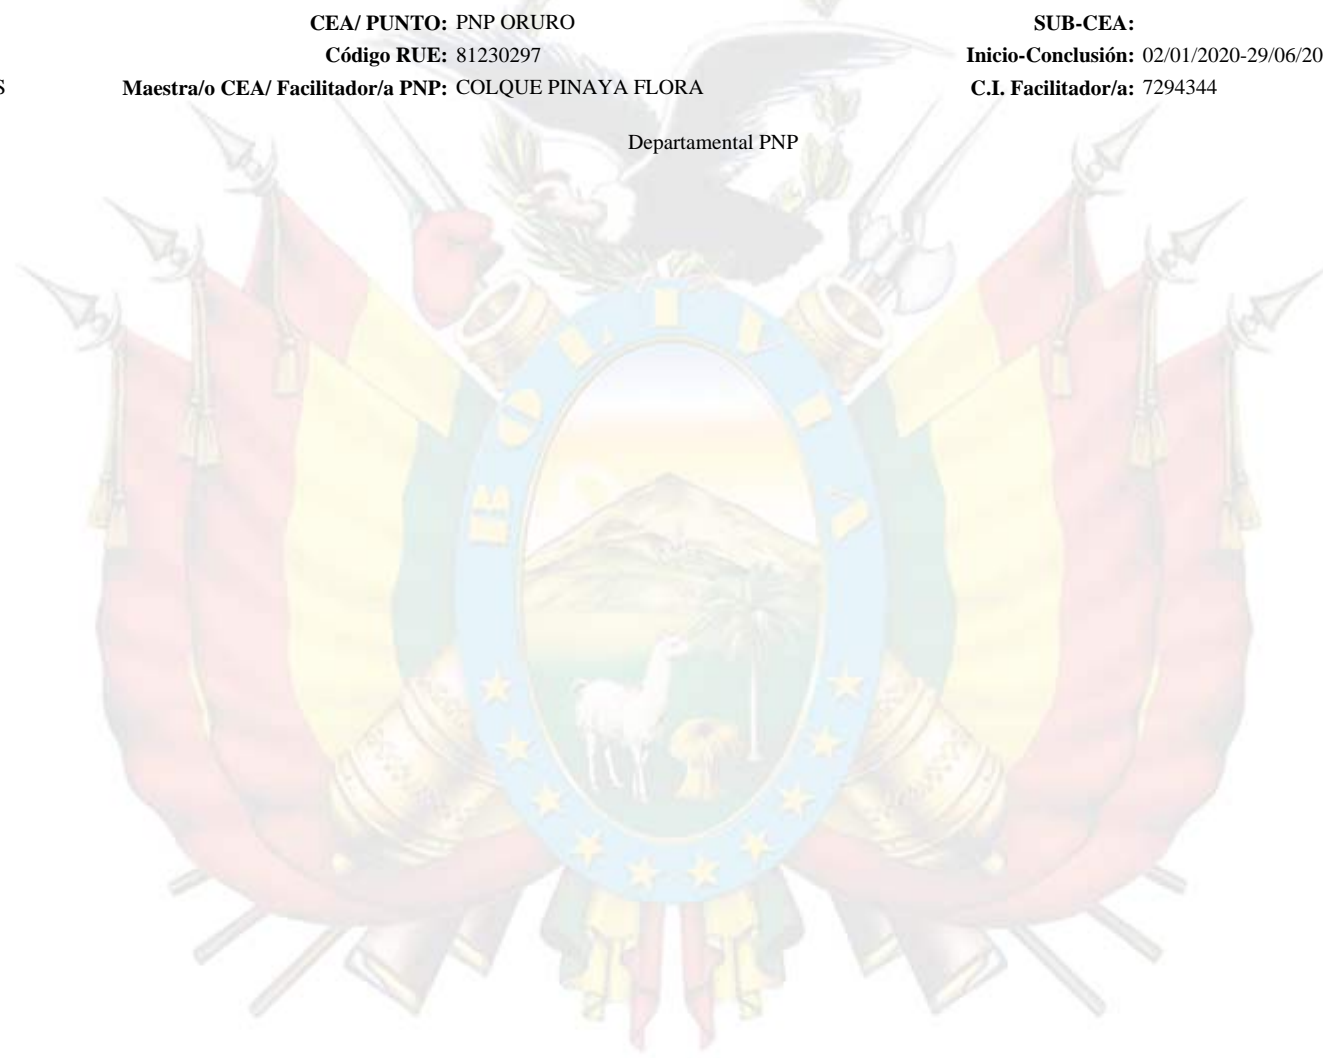 CEA/ PUNTO: PNP ORURO SUB-CEA:
Código RUE: 81230297 Inicio-Conclusión: 02/01/2020-29/06/20
S Maestra/o CEA/ Facilitador/a PNP: COLQUE PINAYA FLORA C.I. Facilitador/a: 7294344
Departamental PNP
BOLIVIA